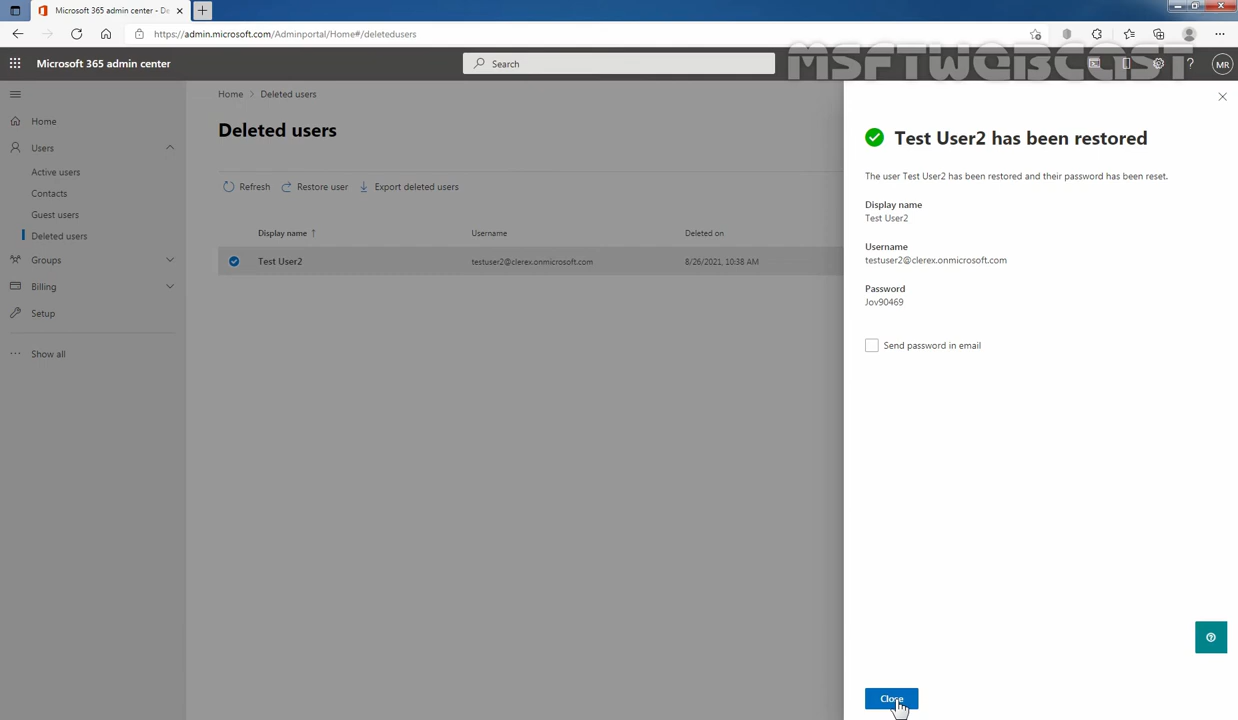 Microsoft 365 admin center - De
https://admin.microsoft.com/Adminportal/Home#/deletedusers
Microsoft 365 admin center
Search
MSFTWEBCAST
MR
Home
Users
Active users
Contacts
Guest users
Deleted users
Groups
Billing
Setup
Show all
Home > Deleted users
Deleted users
Refresh
Restore user
Export deleted users
Display name ↑
Username
Deleted on
Test User2
testuser2@clerex.onmicrosoft.com
8/26/2021, 10:38 AM
Test User2 has been restored
The user Test User2 has been restored and their password has been reset.
Display name
Test User2
Username
testuser2@clerex.onmicrosoft.com
Password
Jov90469
Send password in email
Close